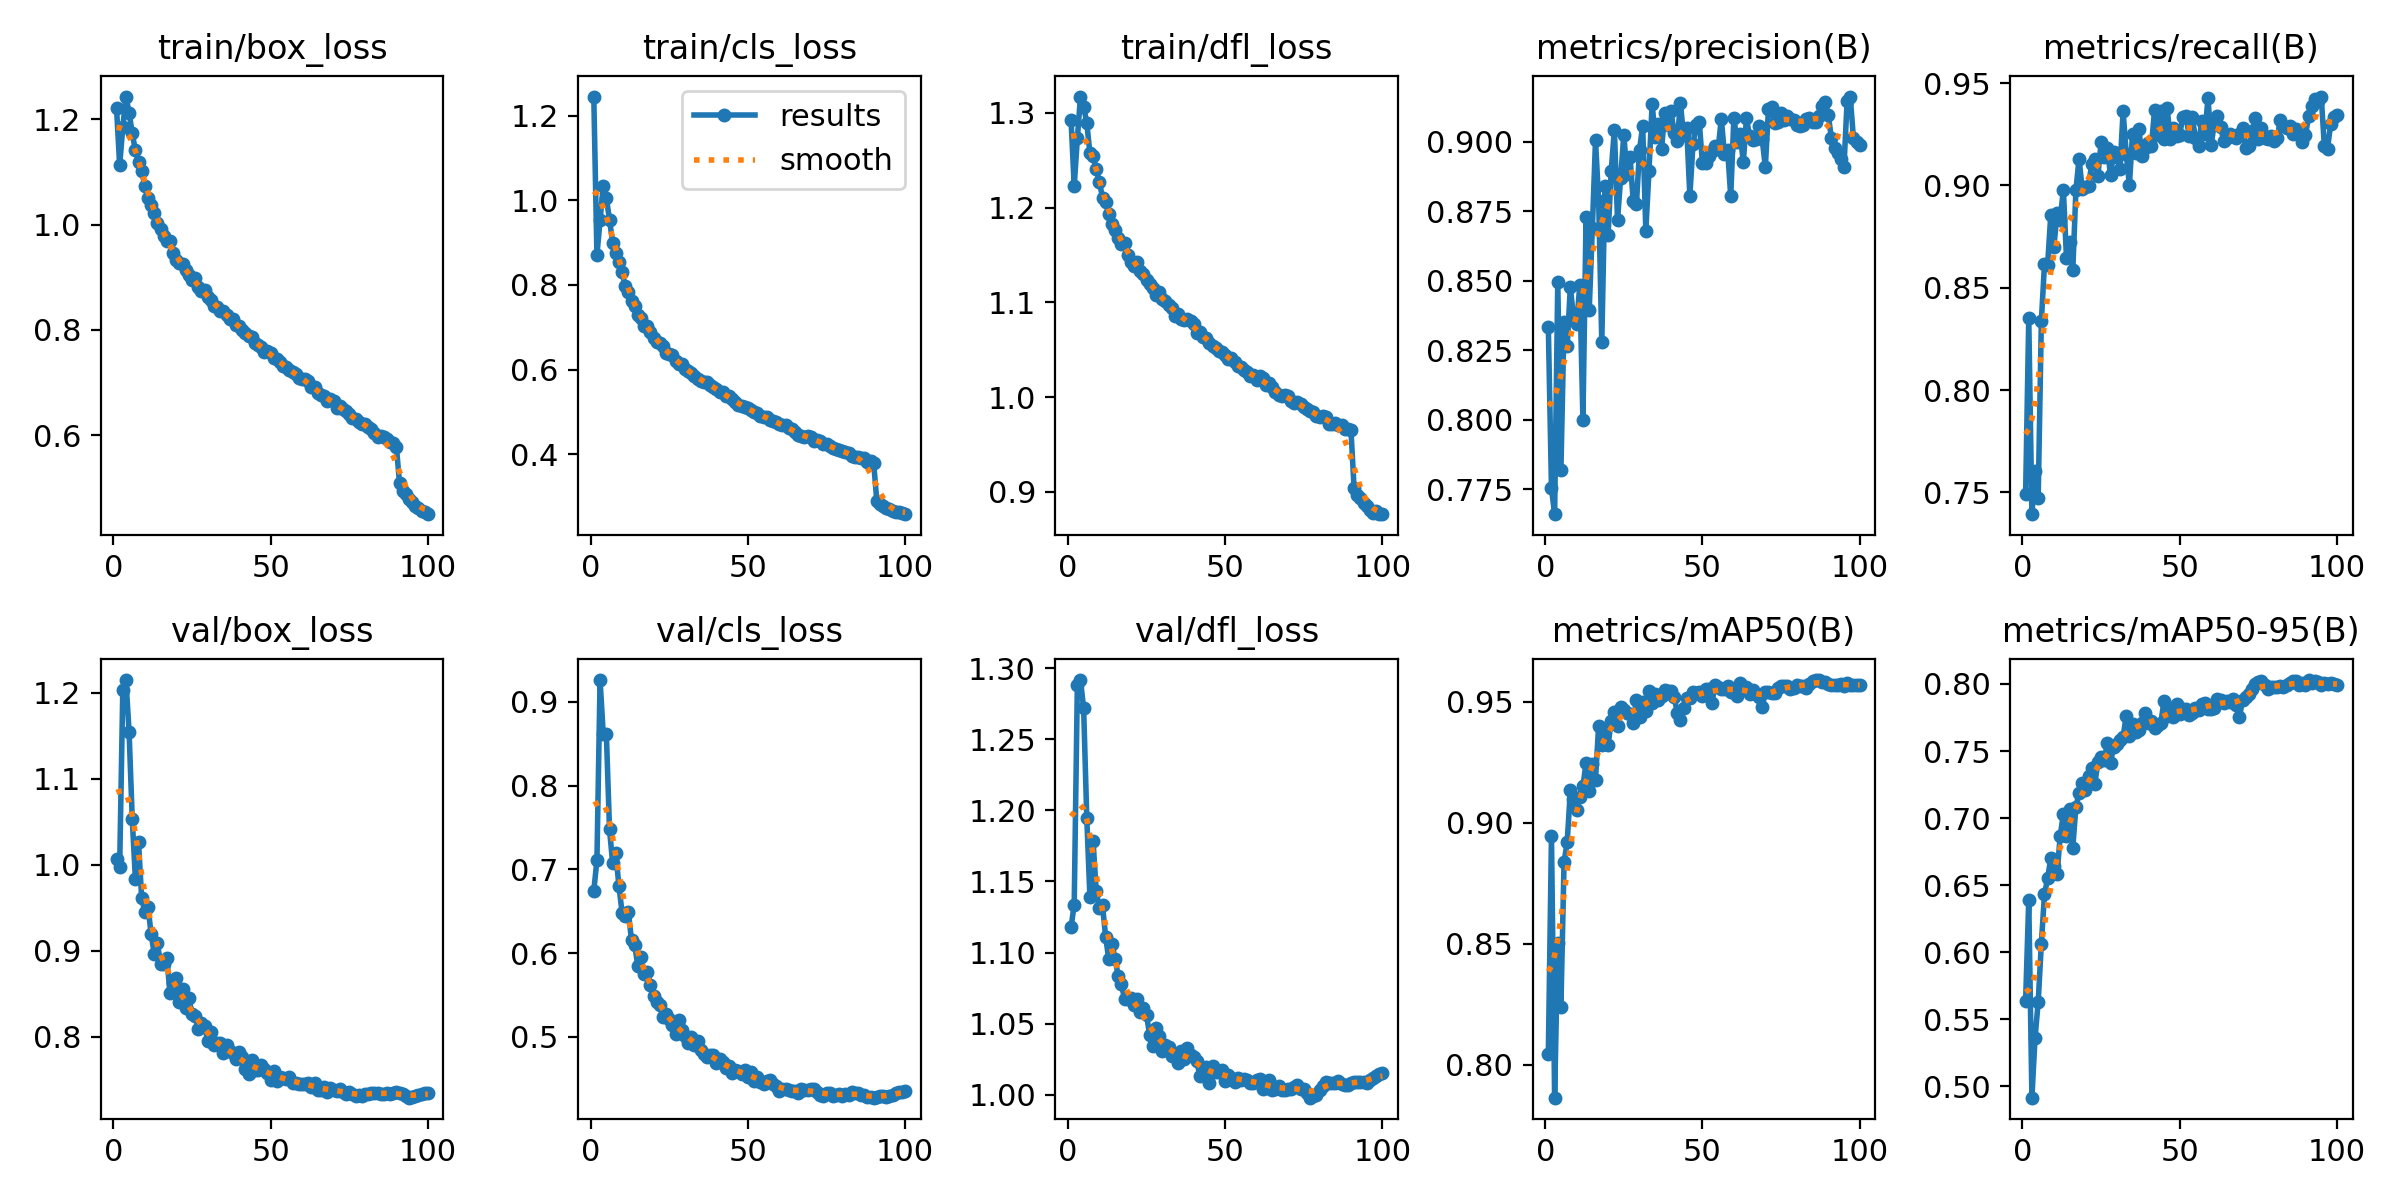 train/box_loss
1.2
1.0
0.8
0.6
0 50 100
train/cls_loss
results
smooth
1.2
1.0
0.8
0.6
0.4
0 50 100
train/dfl_loss
1.3
1.2
1.1
1.0
0.9
0 50 100
metrics/precision(B)
0.900
0.875
0.850
0.825
0.800
0.775
0 50 100
metrics/recall(B)
0.95
0.90
0.85
0.80
0.75
0 50 100
val/box_loss
1.2
1.1
1.0
0.9
0.8
0 50 100
val/cls_loss
0.9
0.8
0.7
0.6
0.5
0 50 100
val/dfl_loss
1.30
1.25
1.20
1.15
1.10
1.05
1.00
0 50 100
metrics/mAP50(B)
0.95
0.90
0.85
0.80
0 50 100
metrics/mAP50-95(B)
0.80
0.75
0.70
0.65
0.60
0.55
0.50
0 50 100